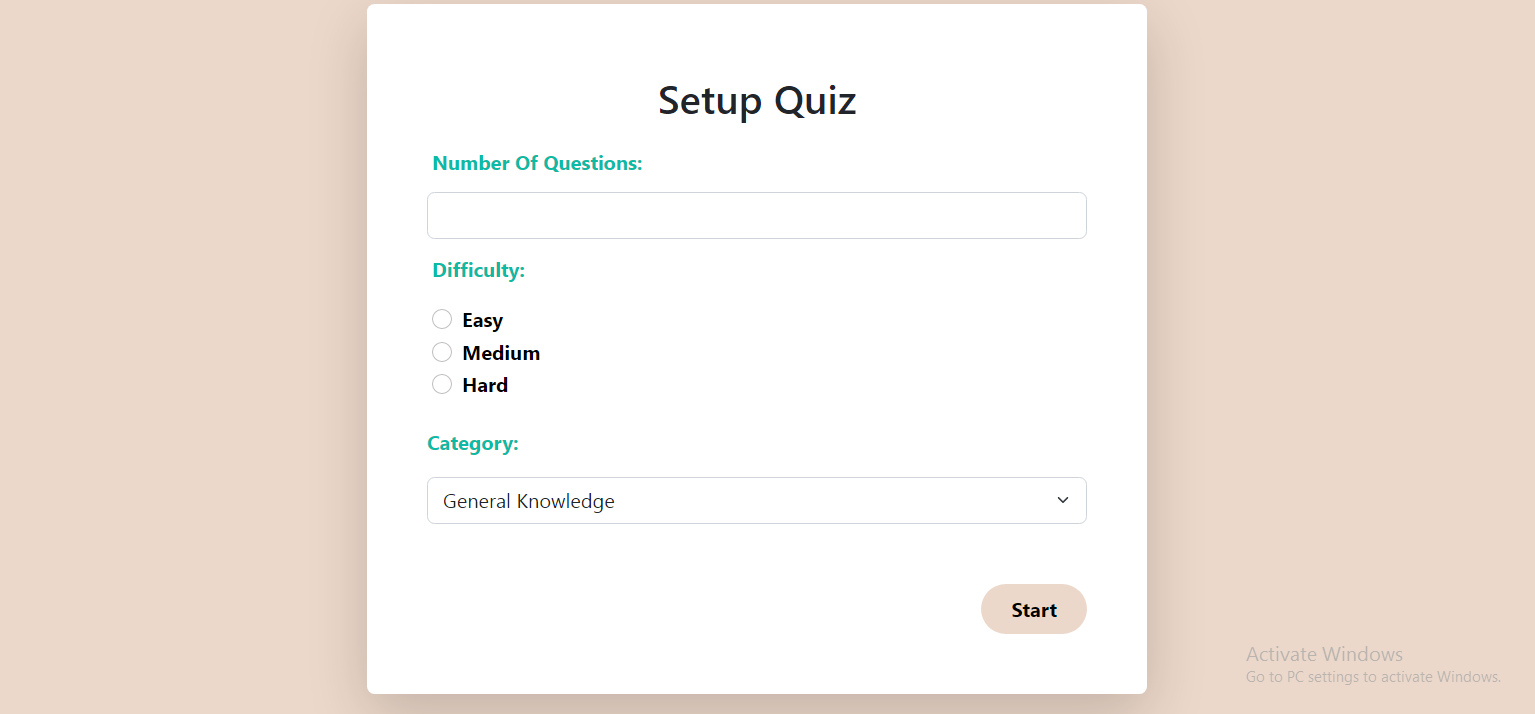 Setup Quiz
Number Of Questions:
Difficulty:
Easy
Medium
Hard
Category:
General Knowledge
Start
Activate Windows
Go to PC settings to activate Windows.